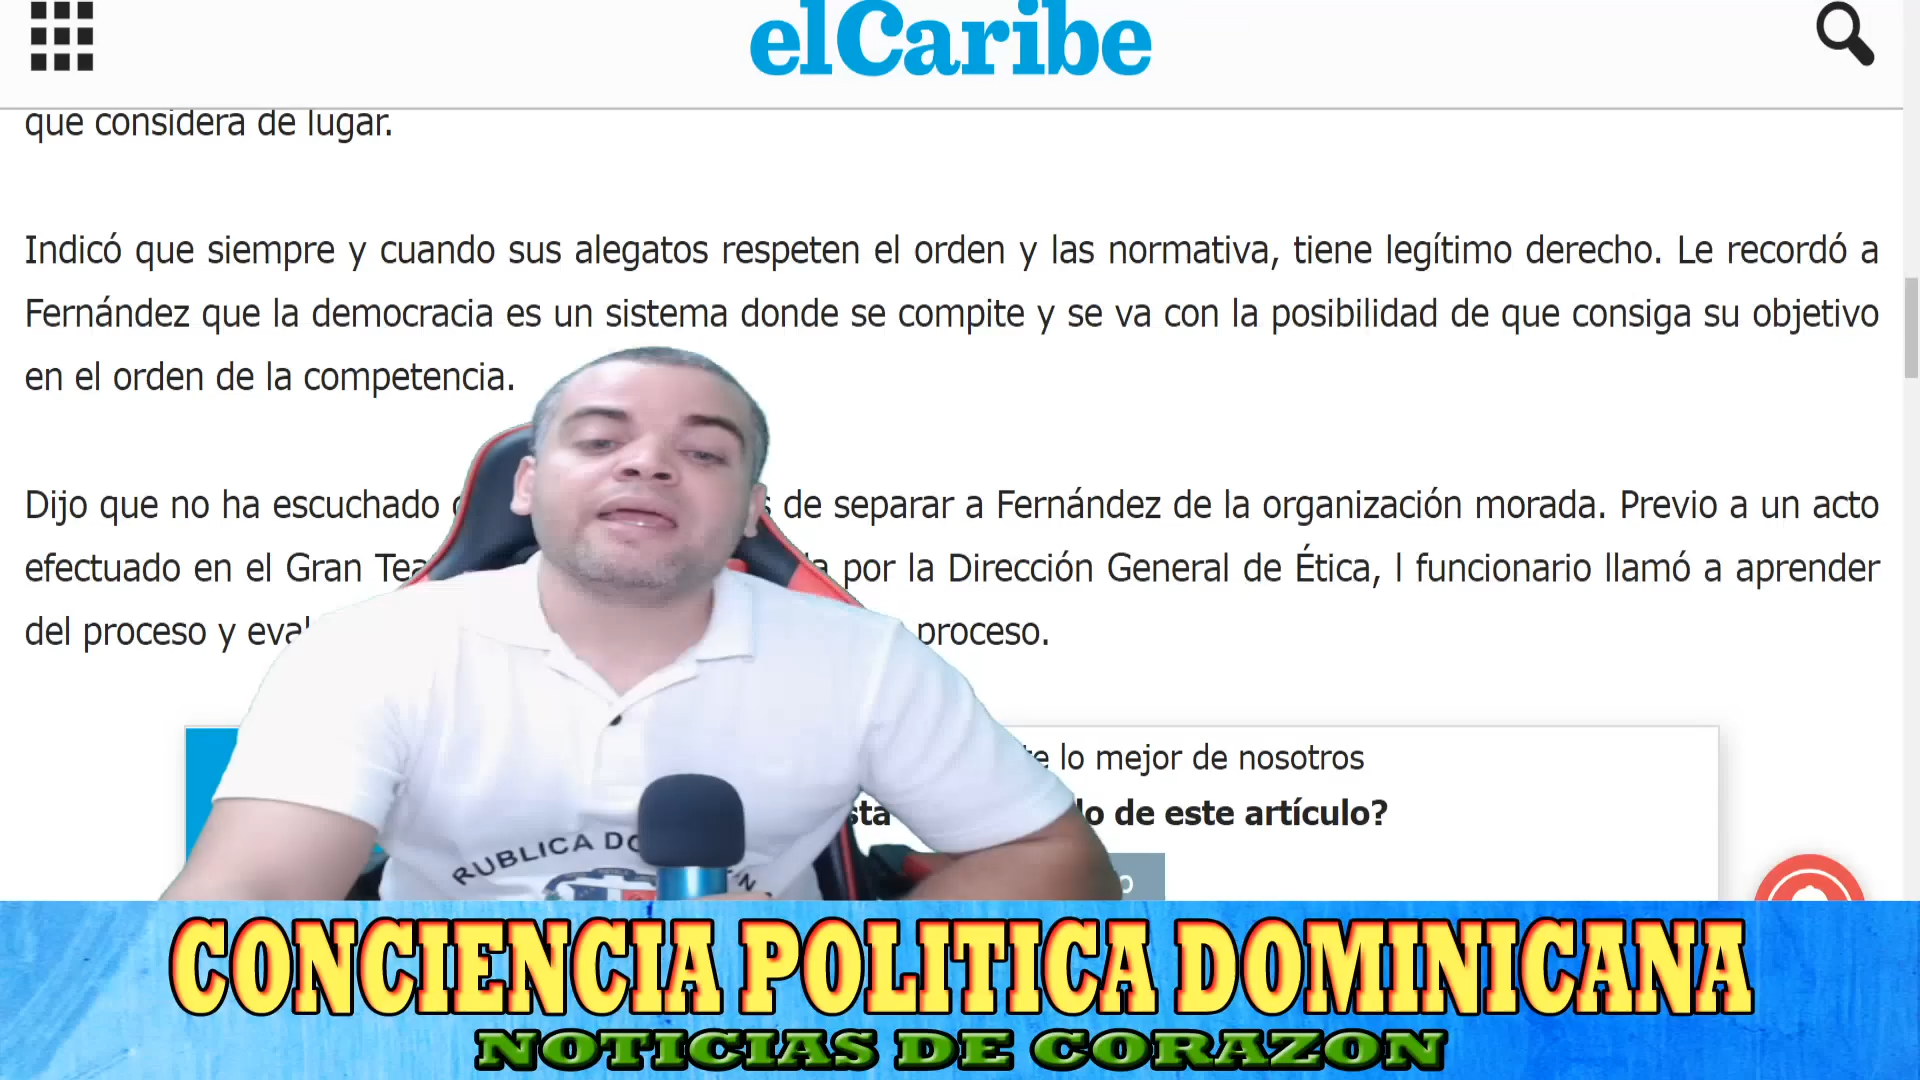 elCaribe
que considera de lugar.
Indicó que siempre y cuando sus alegatos respeten el orden y las normativa, tiene legítimo derecho. Le recordó a
Fernández que la democracia es un sistema donde se compite y se va con la posibilidad de que consiga su objetivo
en el orden de la competencia.
Dijo que no ha escuchado de separar a Fernández de la organización morada. Previo a un acto
efectuado en el Gran por la Dirección General de Ética, l funcionario llamó a aprender
del proceso y proceso.
lo mejor de nosotros
de este artículo?
RUBLICA
CONCIENCIA POLITICA DOMINICANA
NOTICIAS DE CORAZON